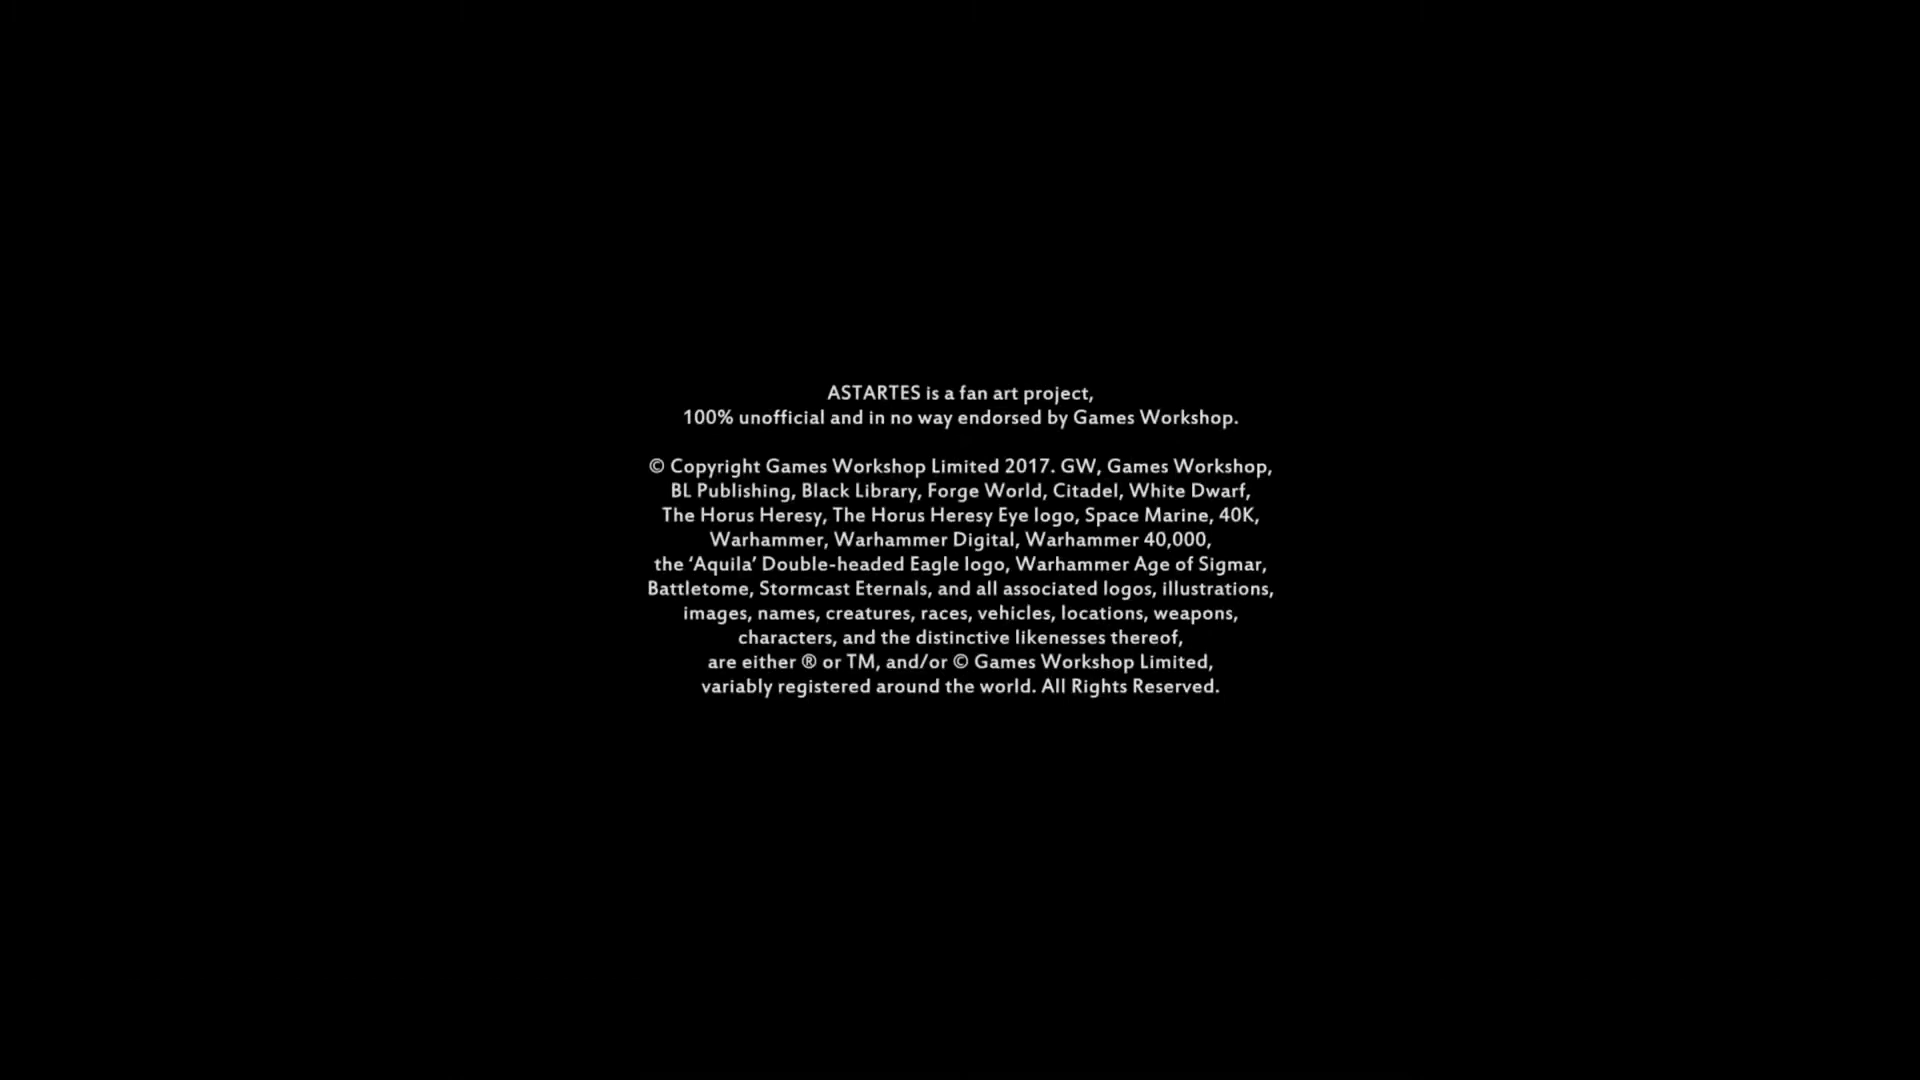 ASTARTES is a fan art project,
100% unofficial and in no way endorsed by Games Workshop.
© Copyright Games Workshop Limited 2017. GW, Games Workshop,
BL Publishing, Black Library, Forge World, Citadel, White Dwarf,
The Horus Heresy, The Horus Heresy Eye logo, Space Marine, 40K,
Warhammer, Warhammer Digital, Warhammer 40,000,
the ‘Aquila’ Double-headed Eagle logo, Warhammer Age of Sigmar,
Battletome, Stormcast Eternals, and all associated logos, illustrations,
images, names, creatures, races, vehicles, locations, weapons,
characters, and the distinctive likenesses thereof,
are either ® or TM, and/or © Games Workshop Limited,
variably registered around the world. All Rights Reserved.